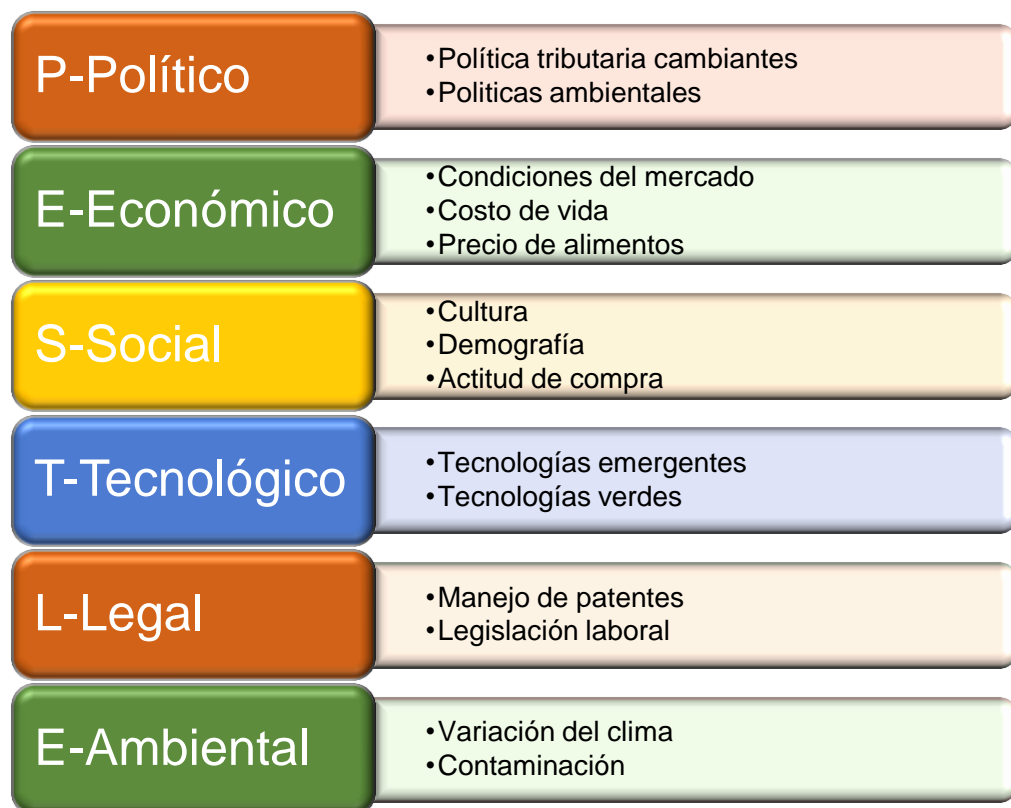 P-Político
•Política tributaria cambiantes
•Politicas ambientales
E-Económico
•Condiciones del mercado
•Costo de vida
•Precio de alimentos
S-Social
•Cultura
•Demografía
•Actitud de compra
T-Tecnológico
•Tecnologías emergentes
•Tecnologías verdes
L-Legal
•Manejo de patentes
•Legislación laboral
E-Ambiental
•Variación del clima
•Contaminación